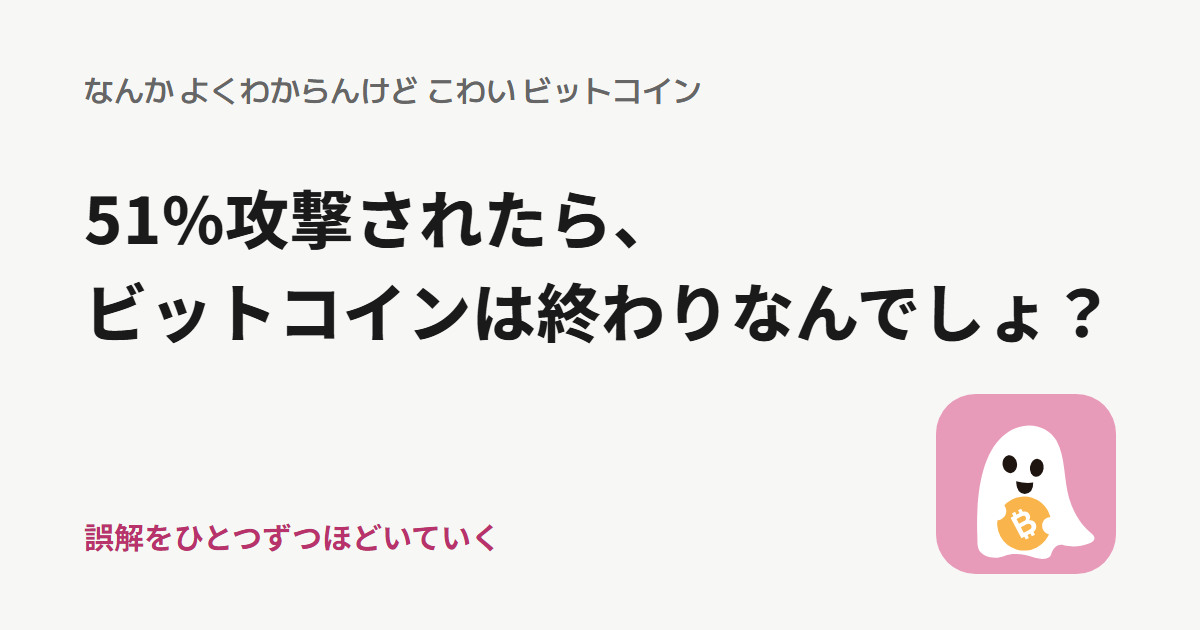 なんか よくわからんけど こわい ビットコイン
51%攻撃されたら、
ビットコインは終わりなんでしょ？
誤解をひとつずつほどいていく